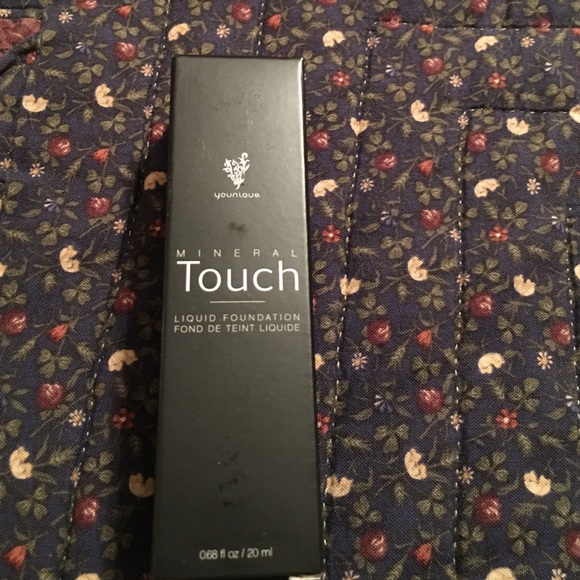 younique
MINERAL
Touch
LIQUID FOUNDATION
FOND DE TEINT LIQUIDE
0.68 fl oz / 20 ml